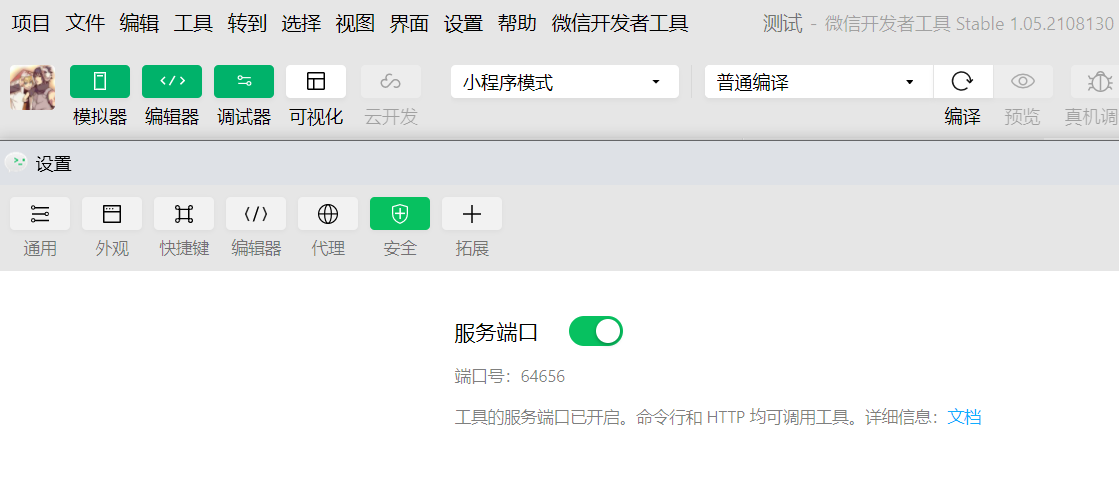 项目 文件 编辑 工具 转到 选择 视图 界面 设置 帮助 微信开发者工具 测试 - 微信开发者工具 Stable 1.05.2108130
小程序模式 普通编译
模拟器 编辑器 调试器 可视化 云开发 编译 预览 真机调
设置
通用 外观 快捷键 编辑器 代理 安全 拓展
服务端口
端口号：64656
工具的服务端口已开启。命令行和 HTTP 均可调用工具。详细信息：文档